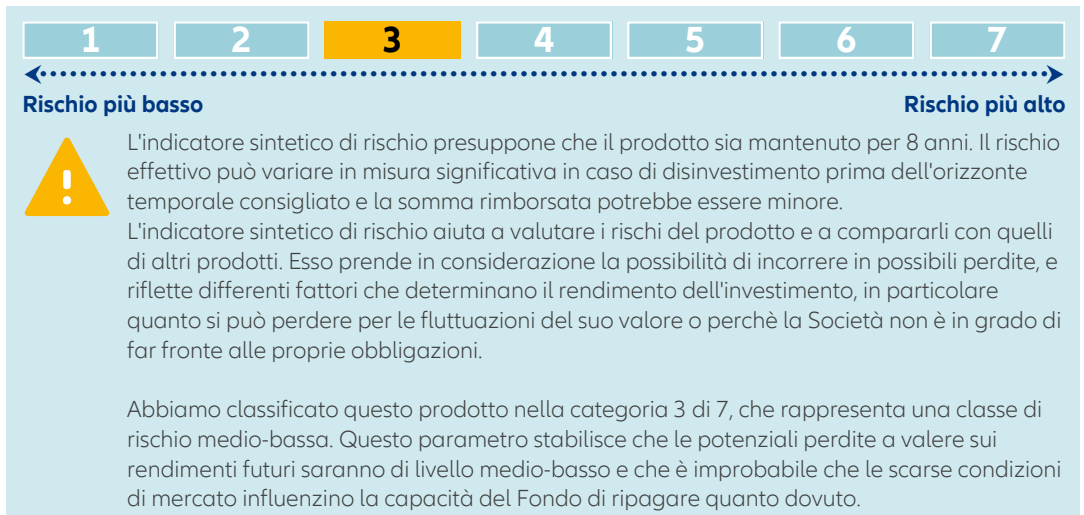 1 2 3 4 5 6 7
Rischio più basso Rischio più alto
L'indicatore sintetico di rischio presuppone che il prodotto sia mantenuto per 8 anni. Il rischio
effettivo può variare in misura significativa in caso di disinvestimento prima dell'orizzonte
temporale consigliato e la somma rimborsata potrebbe essere minore.
L'indicatore sintetico di rischio aiuta a valutare i rischi del prodotto e a compararli con quelli
di altri prodotti. Esso prende in considerazione la possibilità di incorrere in possibili perdite, e
riflette differenti fattori che determinano il rendimento dell'investimento, in particolare
quanto si può perdere per le fluttuazioni del suo valore o perchè la Società non è in grado di
far fronte alle proprie obbligazioni.
Abbiamo classificato questo prodotto nella categoria 3 di 7, che rappresenta una classe di
rischio medio-bassa. Questo parametro stabilisce che le potenziali perdite a valere sui
rendimenti futuri saranno di livello medio-basso e che è improbabile che le scarse condizioni
di mercato influenzino la capacità del Fondo di ripagare quanto dovuto.